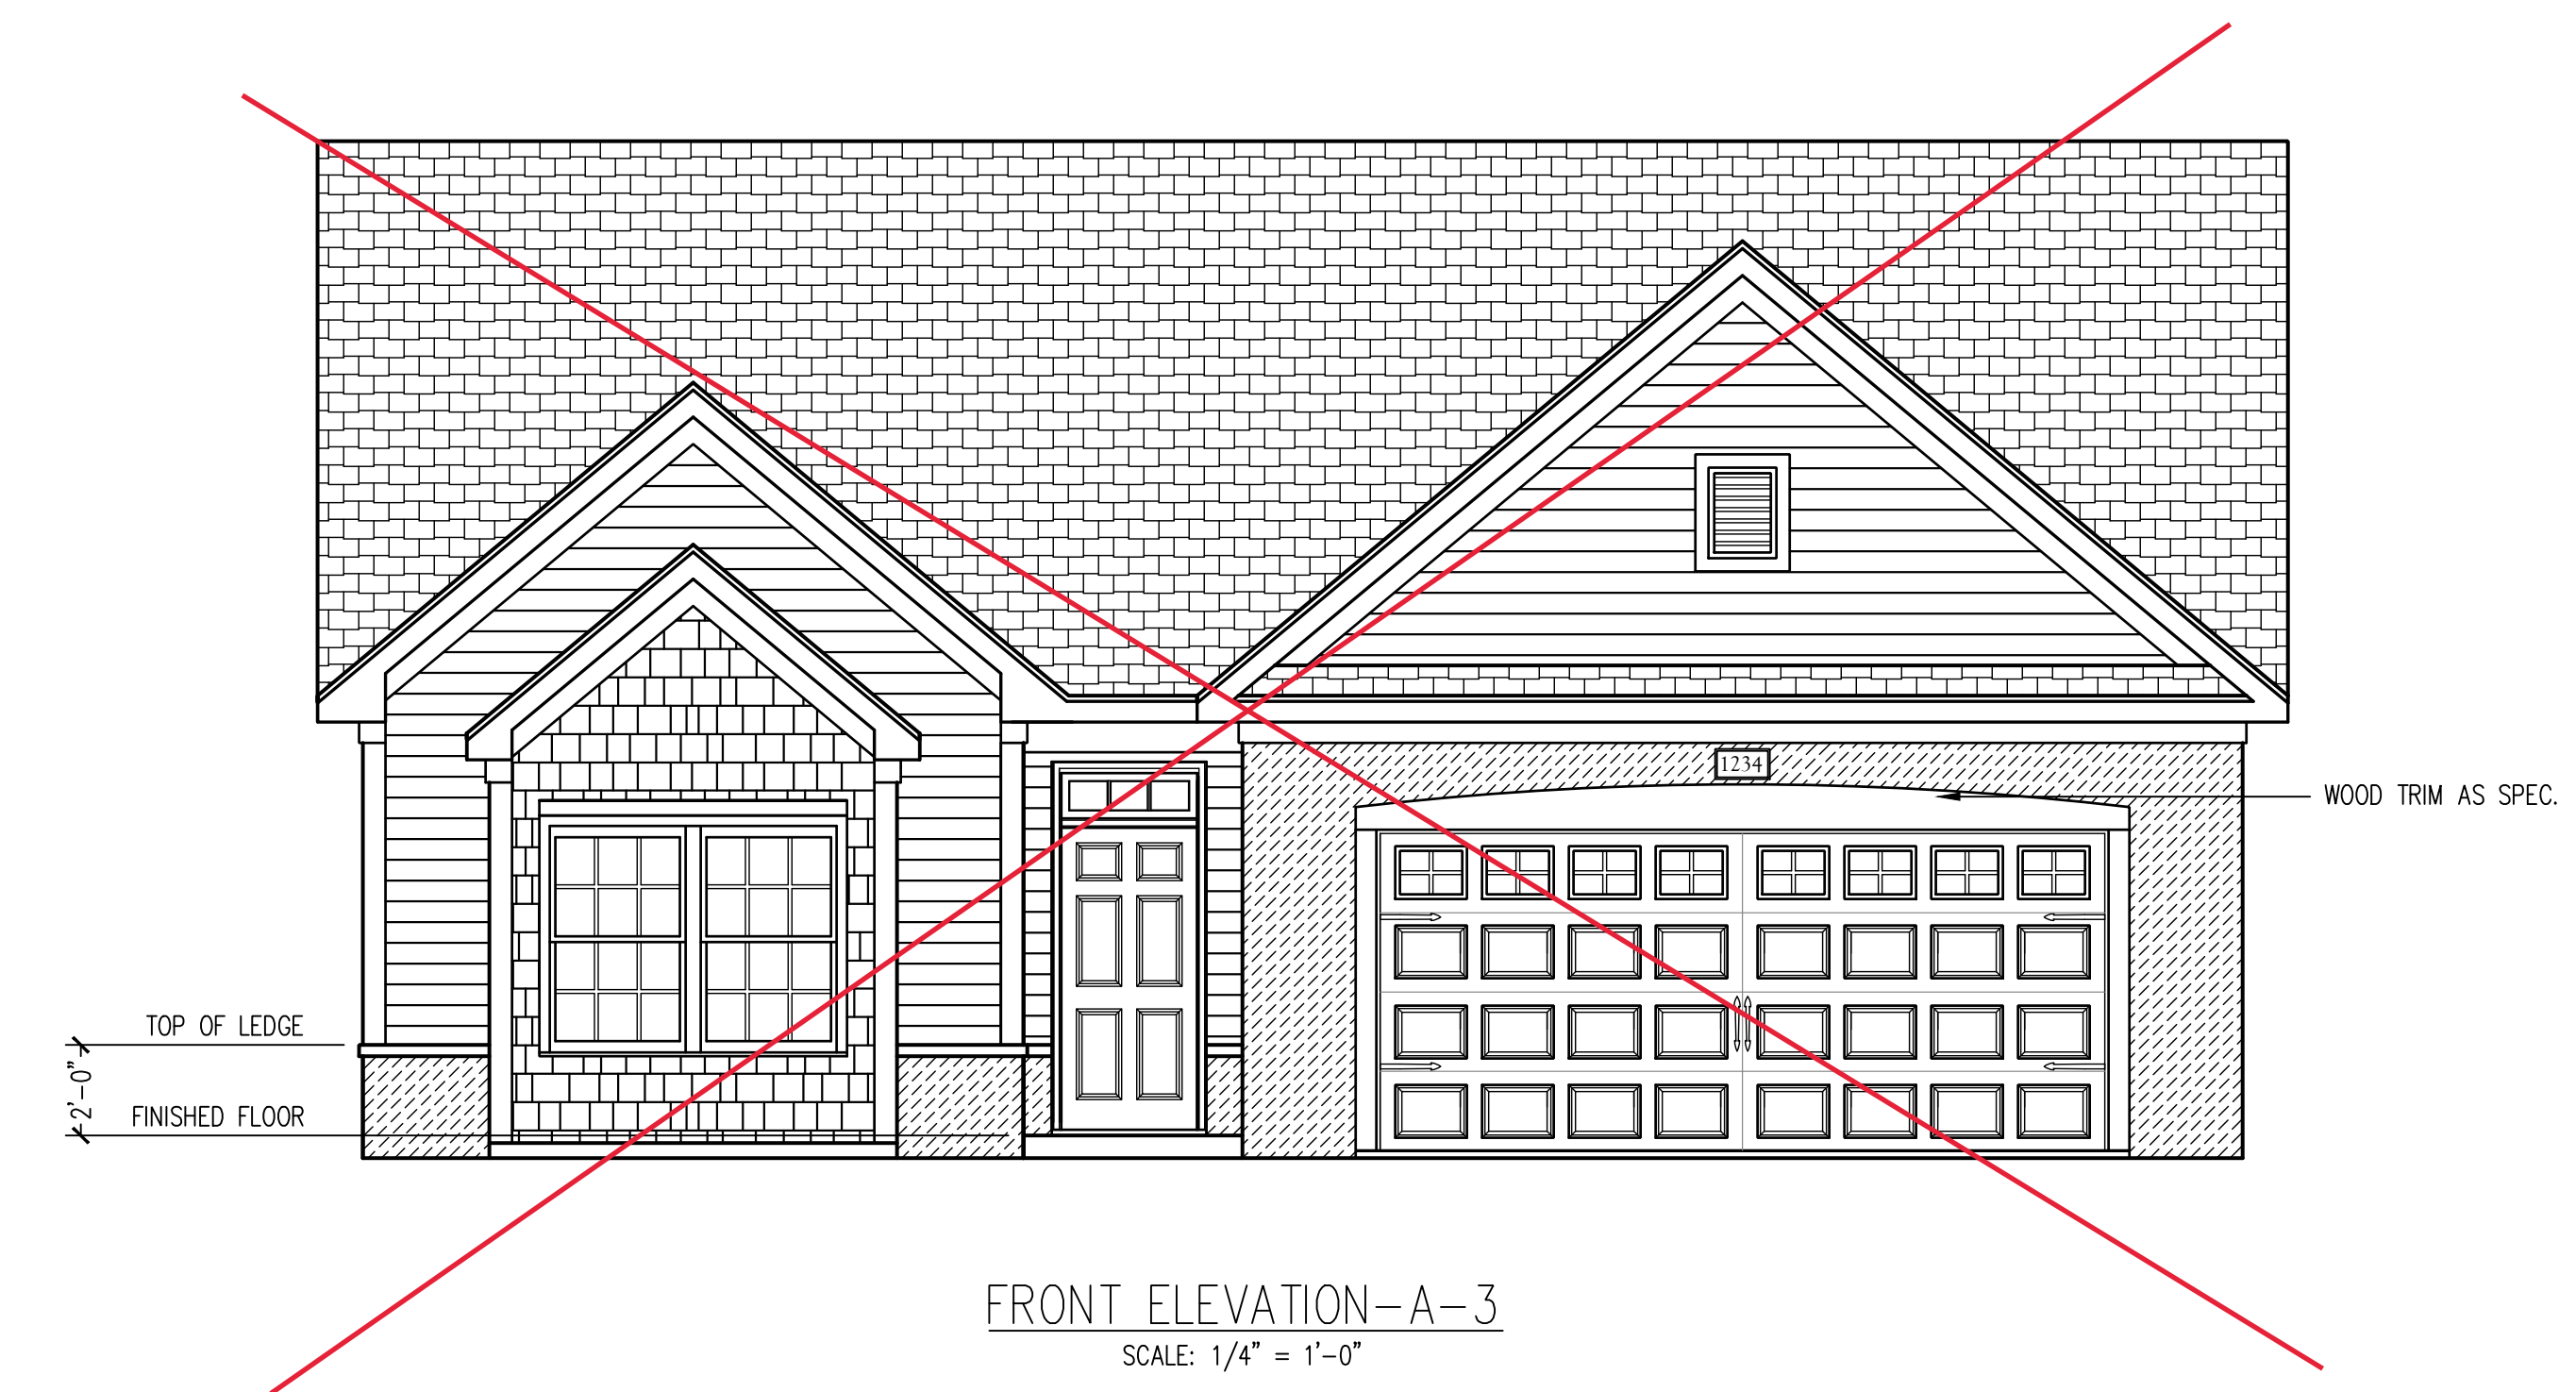 1234
WOOD TRIM AS SPEC.
TOP OF LEDGE
2'-0"
FINISHED FLOOR
FRONT ELEVATION-A-3
SCALE: 1/4" = 1'-0"